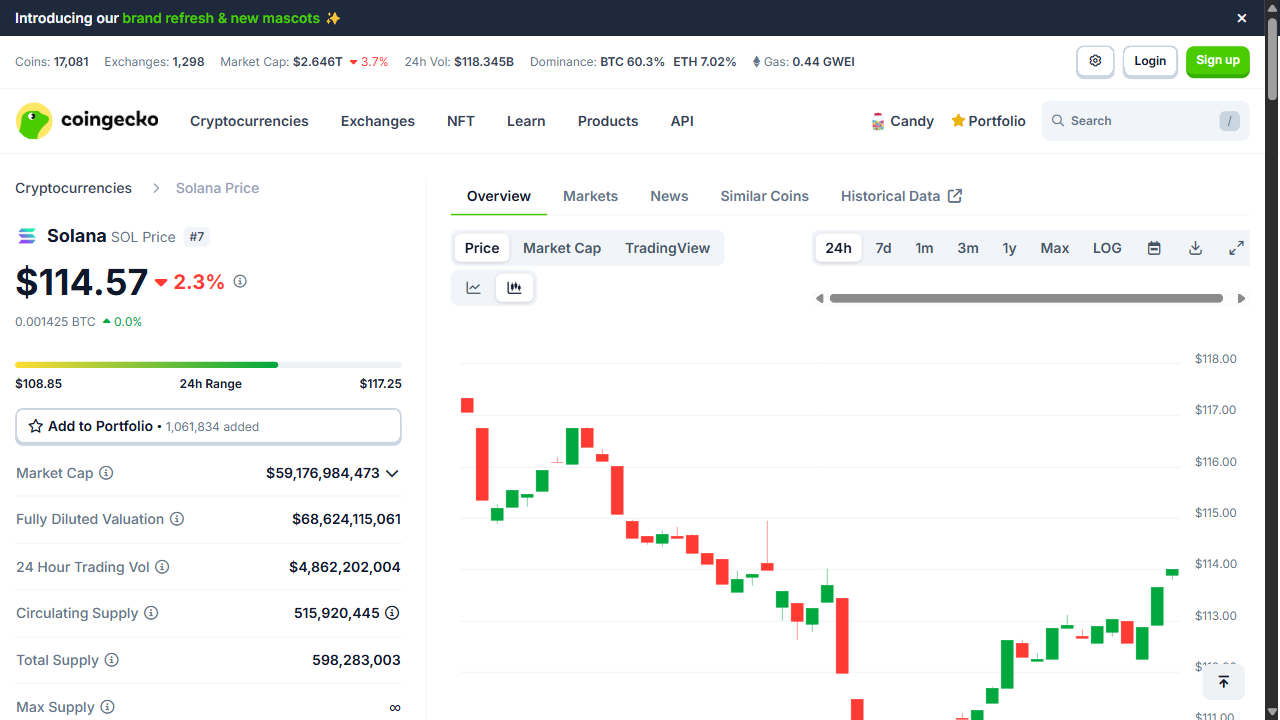 Introducing our brand refresh & new mascots ✨
Coins: 17,081 Exchanges: 1,298 Market Cap: $2.646T 3.7% 24h Vol: $118.345B Dominance: BTC 60.3% ETH 7.02% Gas: 0.44 GWEI
Login
Sign up
coingecko
Cryptocurrencies Exchanges NFT Learn Products API
Candy Portfolio Search /
Cryptocurrencies Solana Price
Solana SOL Price #7
$114.57 2.3%
0.001425 BTC 0.0%
$108.85 24h Range $117.25
Add to Portfolio • 1,061,834 added
Market Cap $59,176,984,473
Fully Diluted Valuation $68,624,115,061
24 Hour Trading Vol $4,862,202,004
Circulating Supply 515,920,445
Total Supply 598,283,003
Max Supply ∞
Overview Markets News Similar Coins Historical Data
Price Market Cap TradingView
24h 7d 1m 3m 1y Max LOG
$118.00
$117.00
$116.00
$115.00
$114.00
$113.00
$111.00